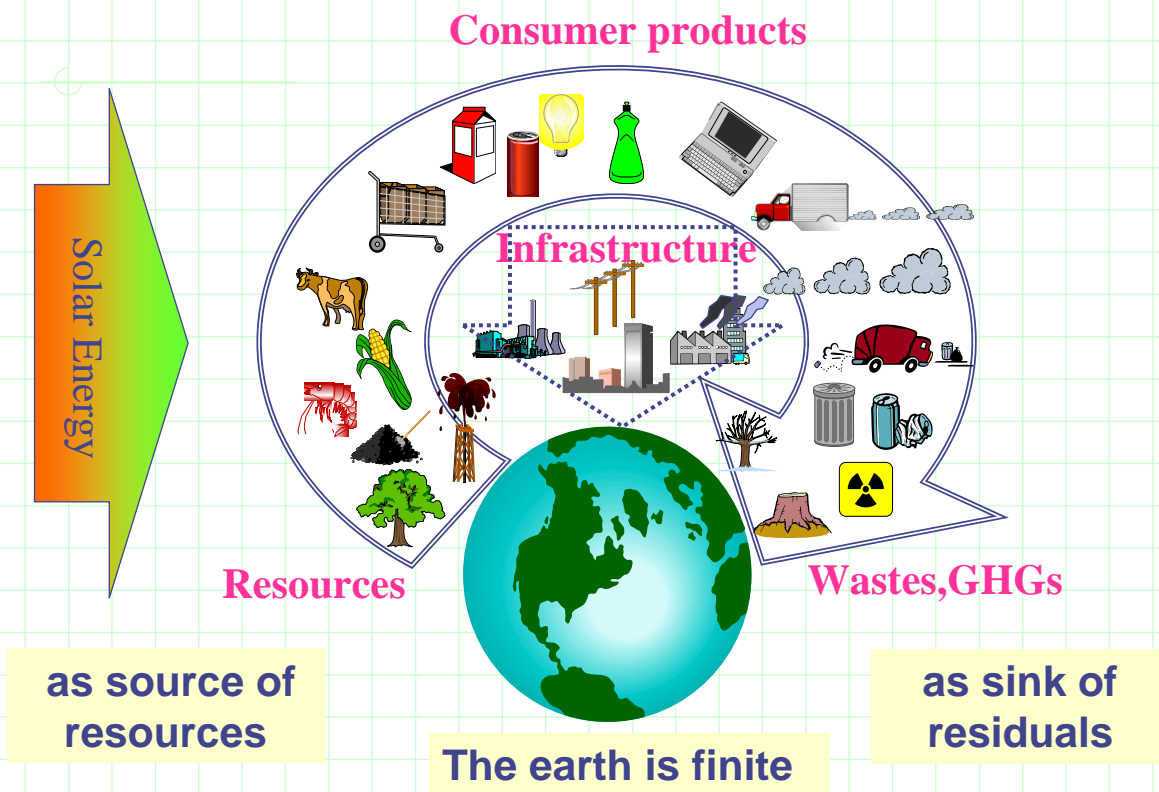 Consumer products
Solar Energy
Infrastructure
Resources
Wastes,GHGs
as source of
resources
The earth is finite
as sink of
residuals